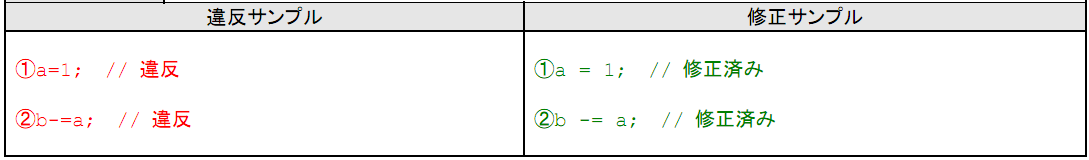 違反サンプル 修正サンプル
①a=1; // 違反 ①a = 1; // 修正済み
②b-=a; // 違反 ②b -= a; // 修正済み